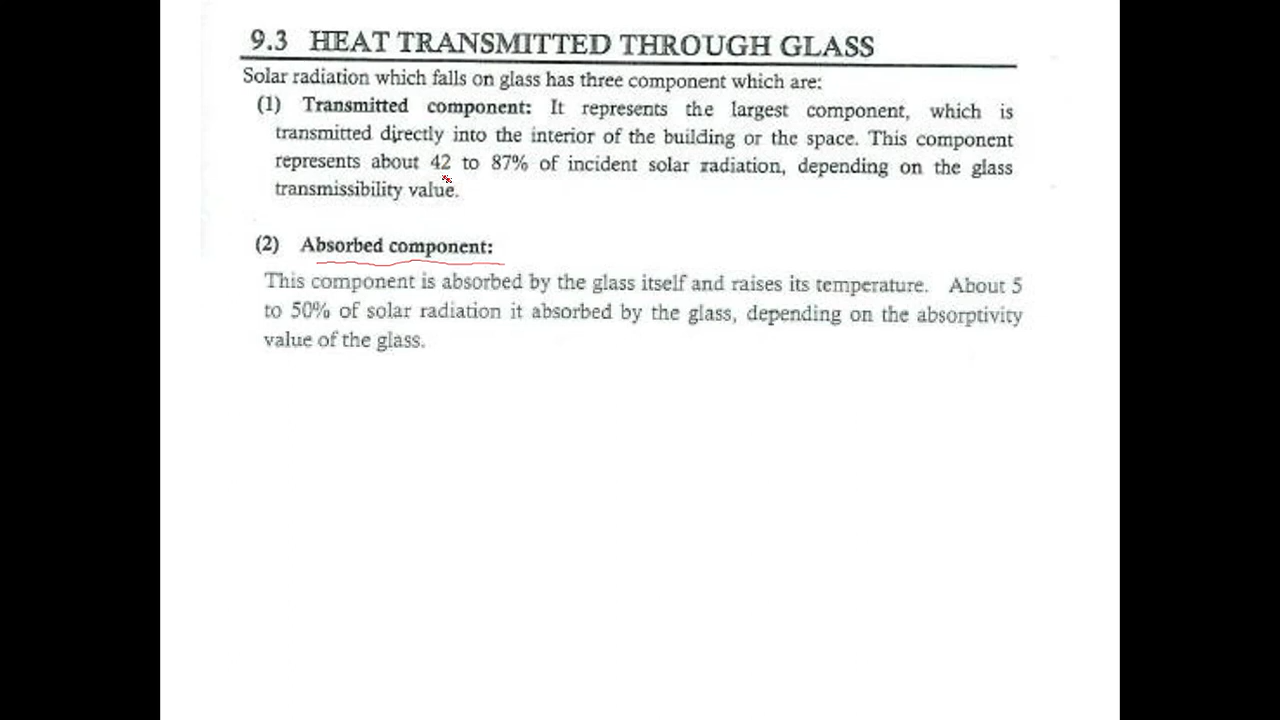 9.3 HEAT TRANSMITTED THROUGH GLASS
Solar radiation which falls on glass has three component which are:
(1) Transmitted component: It represents the largest component, which is
transmitted directly into the interior of the building or the space. This component
represents about 42 to 87% of incident solar radiation, depending on the glass
transmissibility value.
(2) Absorbed component:
This component is absorbed by the glass itself and raises its temperature. About 5
to 50% of solar radiation it absorbed by the glass, depending on the absorptivity
value of the glass.